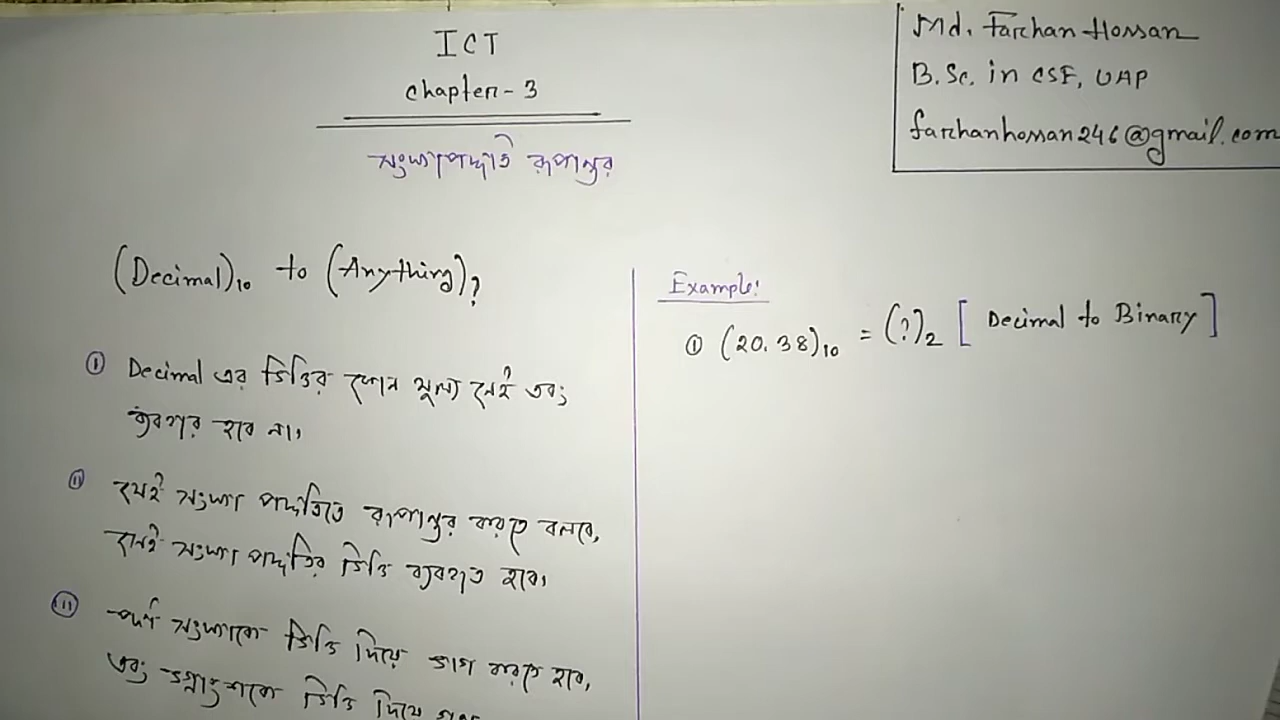 ICT
Chapter-3
সংখ্যাপদ্ধতি রূপান্তর
Md. Farhan Hossan
B.Sc. in CSE, UAP
farhanhossan246@gmail.com
(Decimal)₁₀ to (Anything)?
① Decimal এর ভিত্তির কোন মূল্য নেই এবং
ব্যবহার হবে না।
ⅱ যেই সংখ্যা পদ্ধতিতে রূপান্তর করতে বলবে,
সেই সংখ্যা পদ্ধতির ভিত্তি ব্যবহৃত হবে।
ⅲ পূর্ণ সংখ্যাকে ভিত্তি দিয়ে ভাগ করতে হবে,
এবং ভগ্নাংশকে ভিত্তি দিয়ে
Example:
① (20.38)₁₀ = (?)₂ [Decimal to Binary]